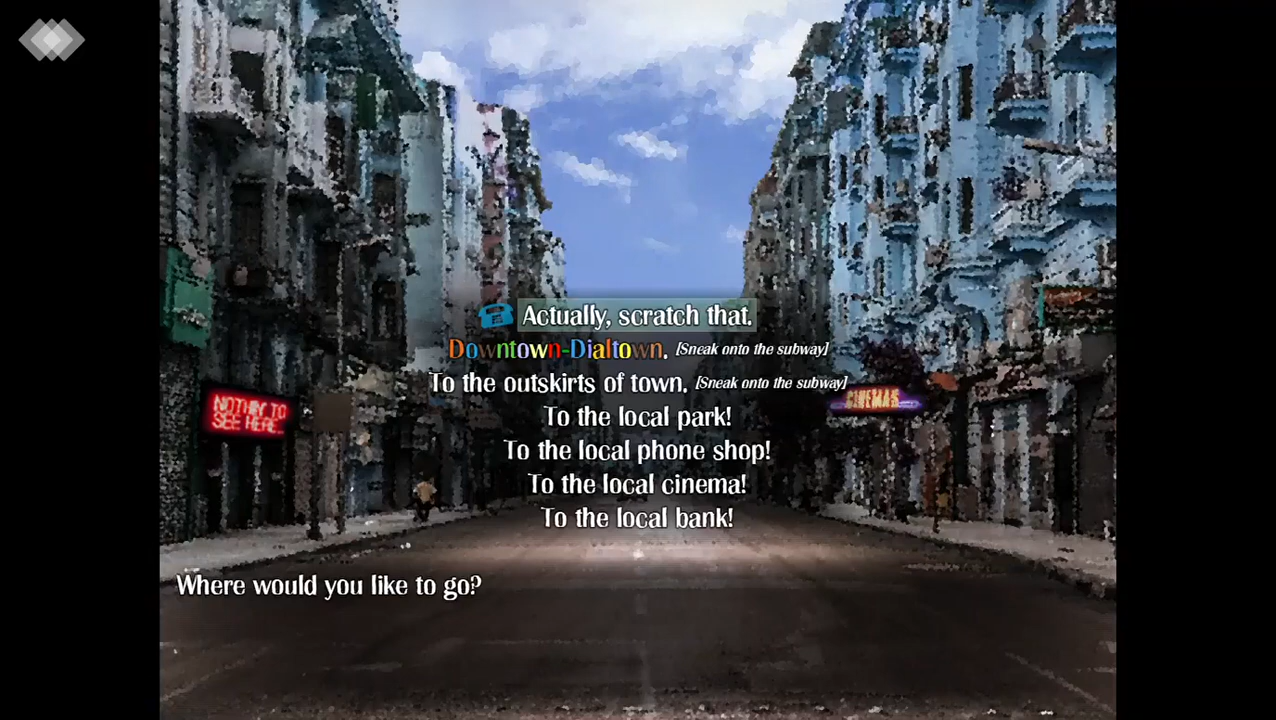 Actually, scratch that.
Downtown-Dialtown. [Sneak onto the subway]
To the outskirts of town. [Sneak onto the subway]
To the local park!
To the local phone shop!
To the local cinema!
To the local bank!
NOTHIN TO
SEE HERE.
CINEMAS
Where would you like to go?